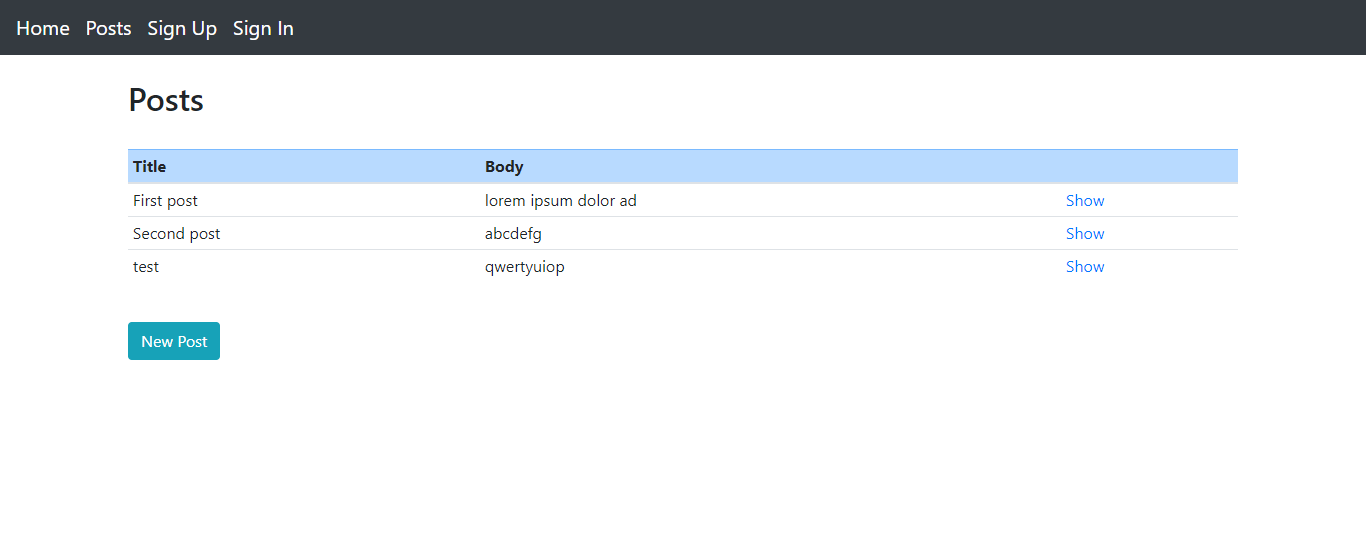 Home Posts Sign Up Sign In
Posts
Title Body
First post lorem ipsum dolor ad Show
Second post abcdefg Show
test qwertyuiop Show
New Post